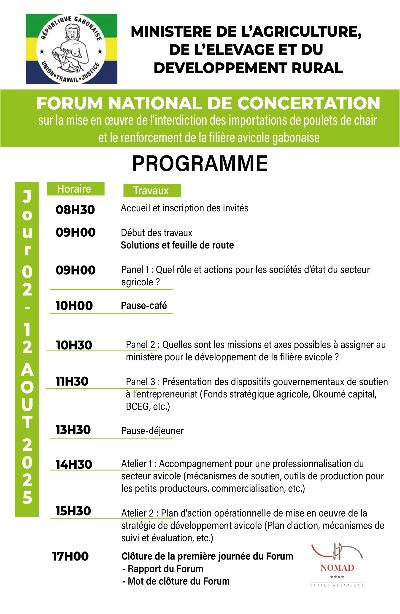 REPUBLIQUE GABONAISE
UNION • TRAVAIL • JUSTICE
MINISTERE DE L'AGRICULTURE,
DE L'ELEVAGE ET DU
DEVELOPPEMENT RURAL
FORUM NATIONAL DE CONCERTATION
sur la mise en œuvre de l'interdiction des importations de poulets de chair
et le renforcement de la filière avicole gabonaise
PROGRAMME
Jour 02 - 12 AOUT 2025
Horaire Travaux
08H30 Accueil et inscription des invités
09H00 Début des travaux
Solutions et feuille de route
09H00 Panel 1 : Quel rôle et actions pour les sociétés d'état du secteur
agricole ?
10H00 Pause-café
10H30 Panel 2 : Quelles sont les missions et axes possibles à assigner au
ministère pour le développement de la filière avicole ?
11H30 Panel 3 : Présentation des dispositifs gouvernementaux de soutien
à l'entrepreneuriat (Fonds stratégique agricole, Okoumé capital,
BCEG, etc.)
13H30 Pause-déjeuner
14H30 Atelier 1 : Accompagnement pour une professionnalisation du
secteur avicole (mécanismes de soutien, outils de production pour
les petits producteurs, commercialisation, etc.)
15H30 Atelier 2 : Plan d'action opérationnelle de mise en oeuvre de la
stratégie de développement avicole (Plan d'action, mécanismes de
suivi et évaluation, etc.)
17H00 Clôture de la première journée du Forum
- Rapport du Forum
- Mot de clôture du Forum
NOMAD